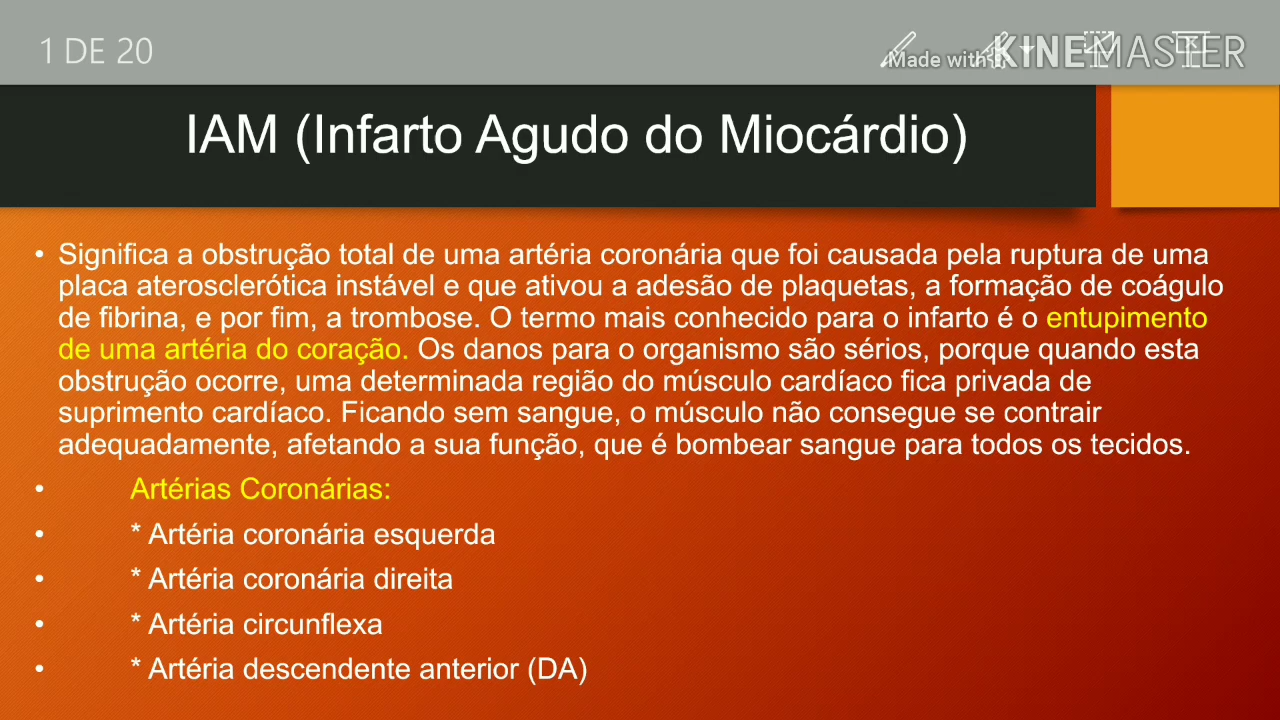 1 DE 20
Made with KINEMASTER
IAM (Infarto Agudo do Miocárdio)
• Significa a obstrução total de uma artéria coronária que foi causada pela ruptura de uma
placa aterosclerótica instável e que ativou a adesão de plaquetas, a formação de coágulo
de fibrina, e por fim, a trombose. O termo mais conhecido para o infarto é o entupimento
de uma artéria do coração. Os danos para o organismo são sérios, porque quando esta
obstrução ocorre, uma determinada região do músculo cardíaco fica privada de
suprimento cardíaco. Ficando sem sangue, o músculo não consegue se contrair
adequadamente, afetando a sua função, que é bombear sangue para todos os tecidos.
• Artérias Coronárias:
• * Artéria coronária esquerda
• * Artéria coronária direita
• * Artéria circunflexa
• * Artéria descendente anterior (DA)